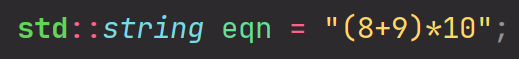 std::string eqn = "(8+9)*10";